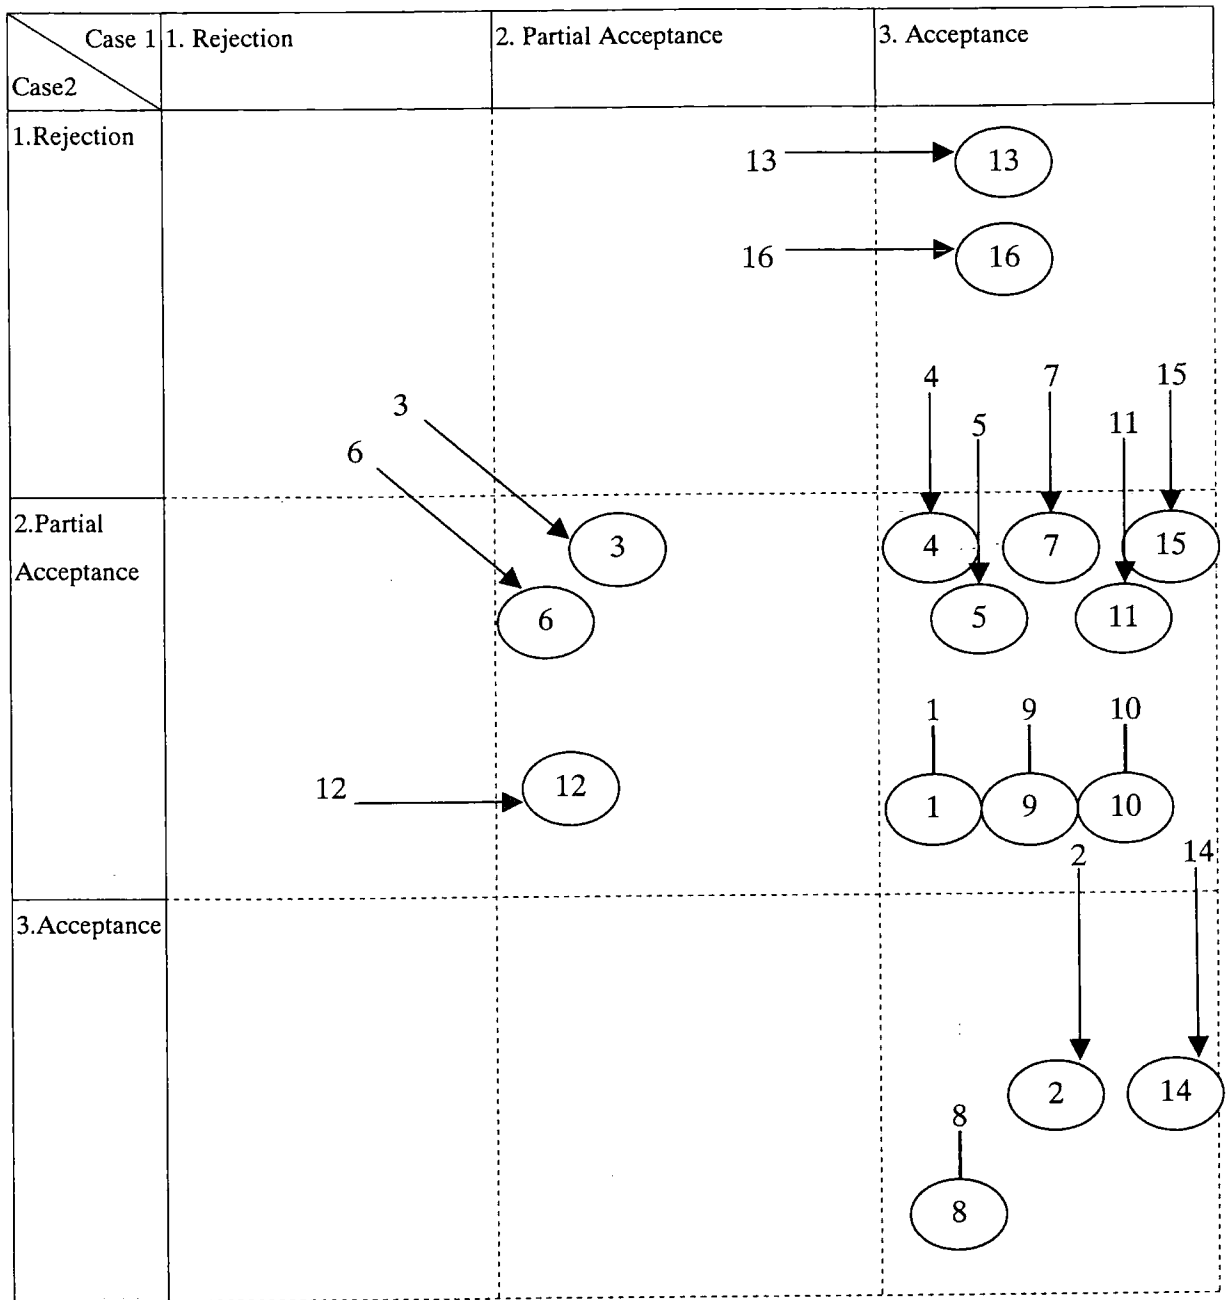 Case 1 1. Rejection 2. Partial Acceptance 3. Acceptance
Case2
1.Rejection
13 13
16 16
4 7 15
3 5 11
6
2.Partial
Acceptance
3 4 7 15
6 5 11
1 9 10
12 12 1 9 10
2 14
3.Acceptance
2 14
8
8